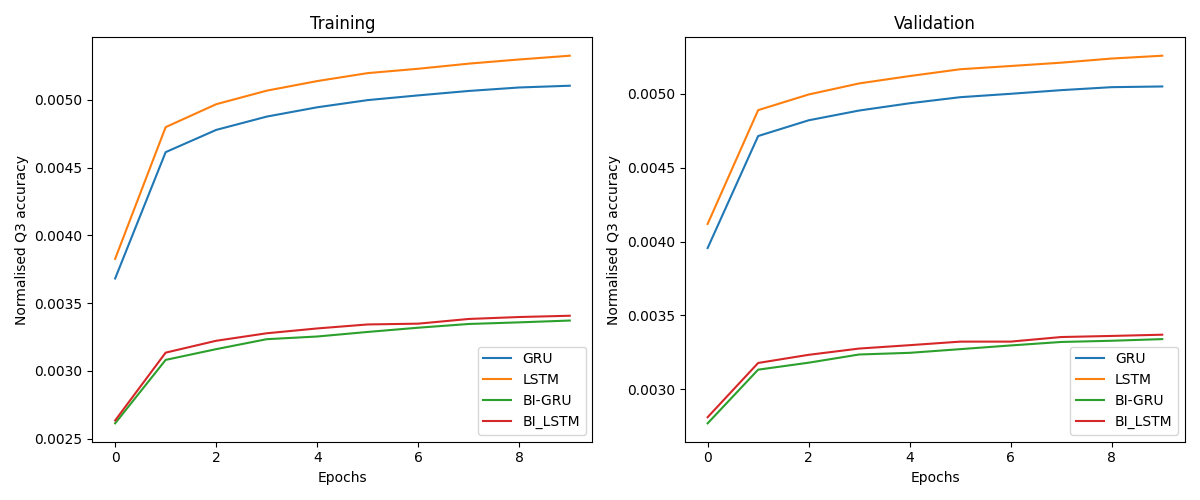 Training
Normalised Q3 accuracy
0.0050
0.0045
0.0040
0.0035
0.0030
0.0025
0 2 4 6 8
Epochs
GRU
LSTM
BI-GRU
BI_LSTM
Validation
Normalised Q3 accuracy
0.0050
0.0045
0.0040
0.0035
0.0030
0 2 4 6 8
Epochs
GRU
LSTM
BI-GRU
BI_LSTM